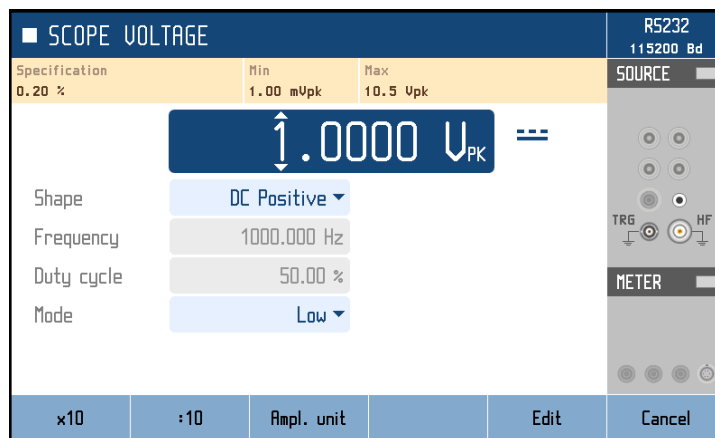 SCOPE VOLTAGE
RS232
115200 Bd
Specification Min Max
0.20 % 1.00 mVpk 10.5 Vpk
SOURCE
1.0000 VPK
Shape DC Positive
Frequency 1000.000 Hz
TRG HF
Duty cycle 50.00 %
METER
Mode Low
x10 :10 Ampl. unit Edit Cancel